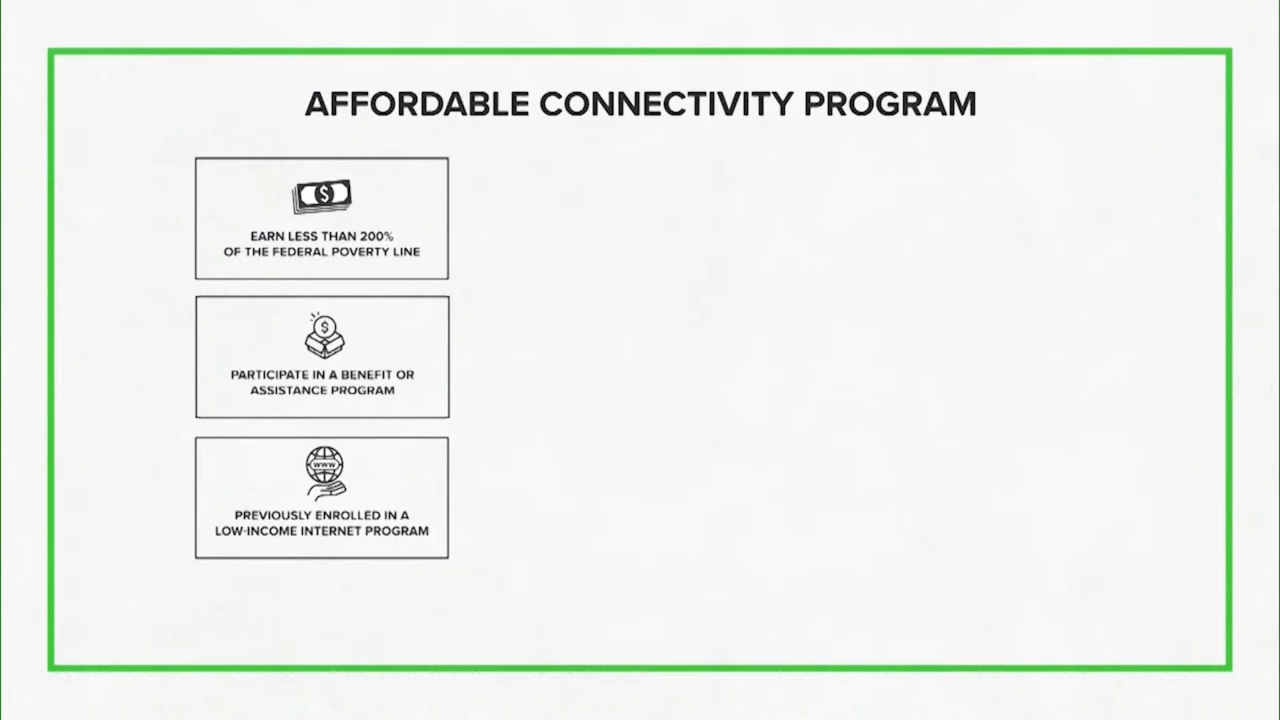 AFFORDABLE CONNECTIVITY PROGRAM
$
EARN LESS THAN 200%
OF THE FEDERAL POVERTY LINE
$
PARTICIPATE IN A BENEFIT OR
ASSISTANCE PROGRAM
WWW
PREVIOUSLY ENROLLED IN A
LOW-INCOME INTERNET PROGRAM